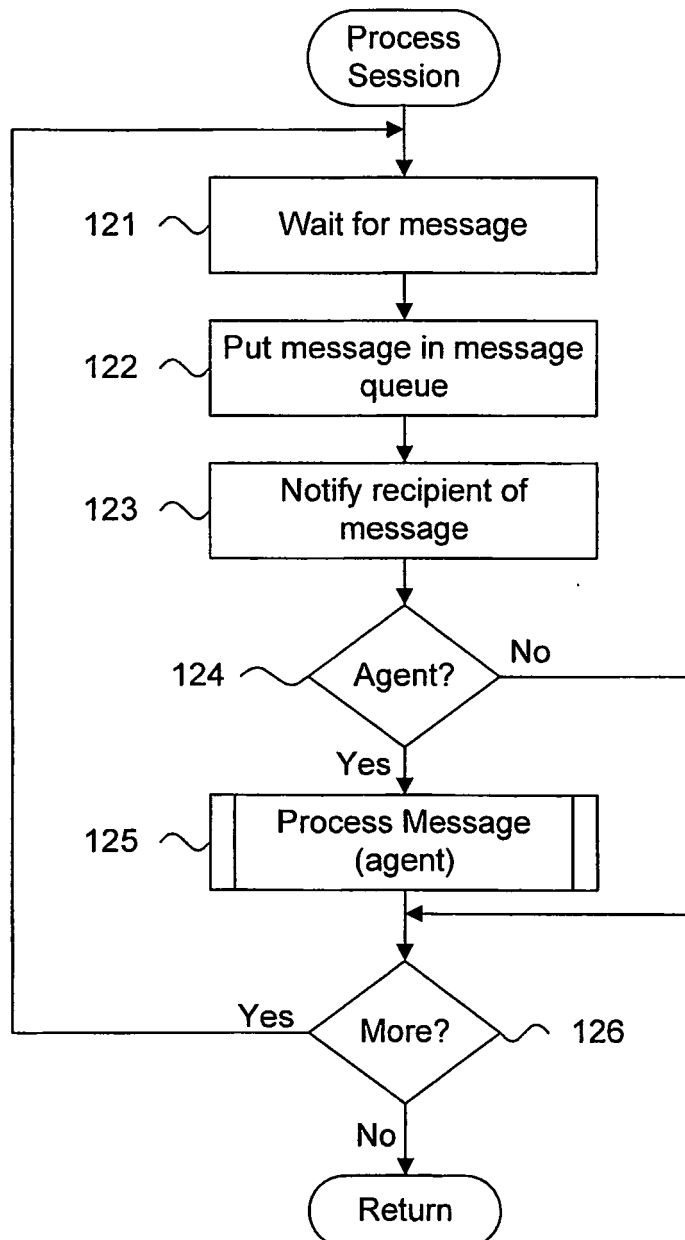 Process
Session
121
Wait for message
122
Put message in message
queue
123
Notify recipient of
message
124
Agent?
No
Yes
125
Process Message
(agent)
Yes
More?
126
No
Return